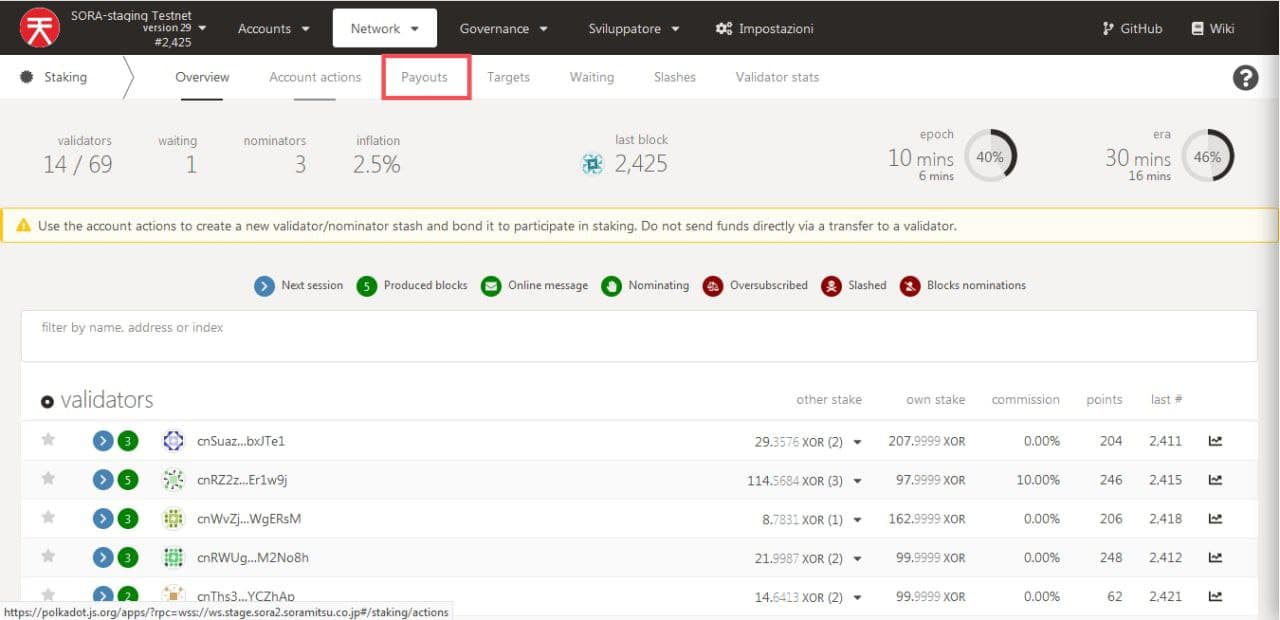 SORA-staging Testnet
version 29
#2,425
Accounts Network Governance Sviluppatore Impostazioni GitHub Wiki
Staking Overview Account actions Payouts Targets Waiting Slashes Validator stats
validators waiting nominators inflation last block epoch era
14 / 69 1 3 2.5% 2,425 10 mins 40% 30 mins 46%
6 mins 16 mins
Use the account actions to create a new validator/nominator stash and bond it to participate in staking. Do not send funds directly via a transfer to a validator.
Next session 5 Produced blocks Online message Nominating Oversubscribed Slashed Blocks nominations
filter by name, address or index
validators other stake own stake commission points last #
3 cnSuaz...bxJTe1 29.3576 XOR (2) 207.9999 XOR 0.00% 204 2,411
5 cnRZ2z...Er1w9j 114.5684 XOR (3) 97.9999 XOR 10.00% 246 2,415
3 cnWvZj...WgERsM 8.7831 XOR (1) 162.9999 XOR 0.00% 206 2,418
3 cnRWUg...M2No8h 21.9987 XOR (2) 99.9999 XOR 0.00% 248 2,412
2 cnThs3...YCZhAp 14.6413 XOR (2) 99.9999 XOR 0.00% 62 2,421
https://polkadot.js.org/apps/?rpc=wss://ws.stage.sora2.soramitsu.co.jp#/staking/actions